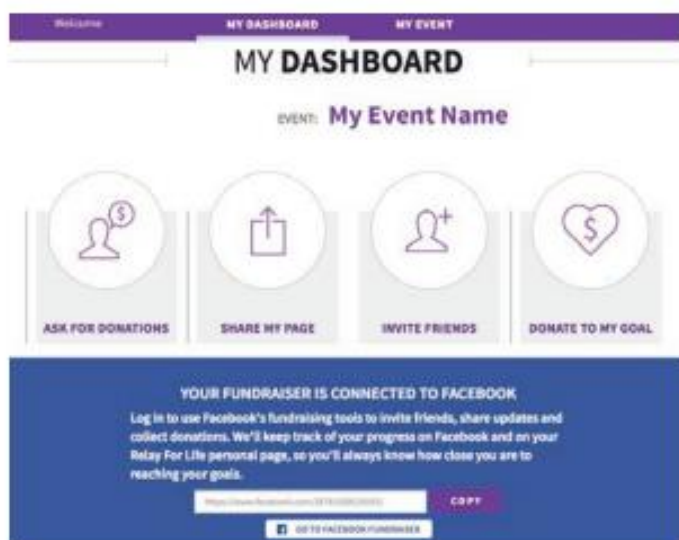 Welcome
MY DASHBOARD
MY EVENT
MY DASHBOARD
EVENT: My Event Name
ASK FOR DONATIONS
SHARE MY PAGE
INVITE FRIENDS
DONATE TO MY GOAL
YOUR FUNDRAISER IS CONNECTED TO FACEBOOK
Log in to use Facebook's fundraising tools to invite friends, share updates and
collect donations. We'll keep track of your progress on Facebook and on your
Relay For Life personal page, so you'll always know how close you are to
reaching your goals.
COPY
GO TO FACEBOOK FUNDRAISER